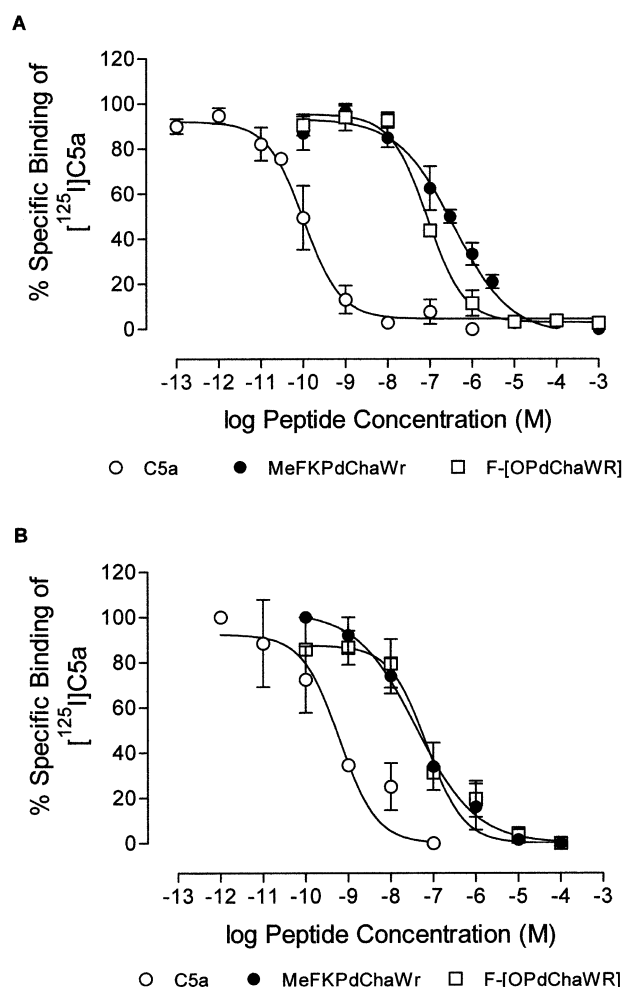 A
% Specific Binding of
[125I]C5a
120
100
80
60
40
20
0
-13 -12 -11 -10 -9 -8 -7 -6 -5 -4 -3
log Peptide Concentration (M)
C5a MeFKPdChaWr F-[OPdChaWR]
B
% Specific Binding of
[125I]C5a
120
100
80
60
40
20
0
-13 -12 -11 -10 -9 -8 -7 -6 -5 -4 -3
log Peptide Concentration (M)
C5a MeFKPdChaWr F-[OPdChaWR]